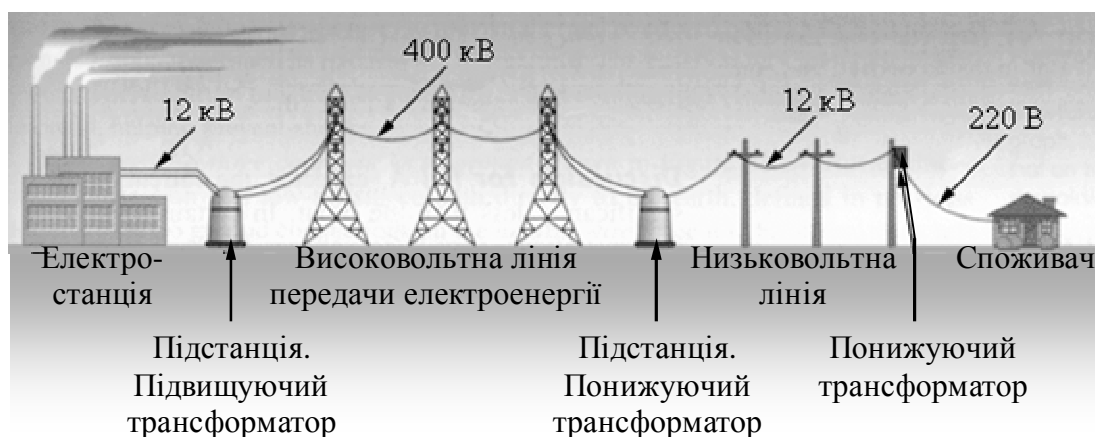 400 кВ
12 кВ
12 кВ
220 В
Електро-
станція
Високовольтна лінія
передачи електроенергії
Низьковольтна
лінія
Споживач
Підстанція.
Підвищуючий
трансформатор
Підстанція.
Понижуючий
трансформатор
Понижуючий
трансформатор